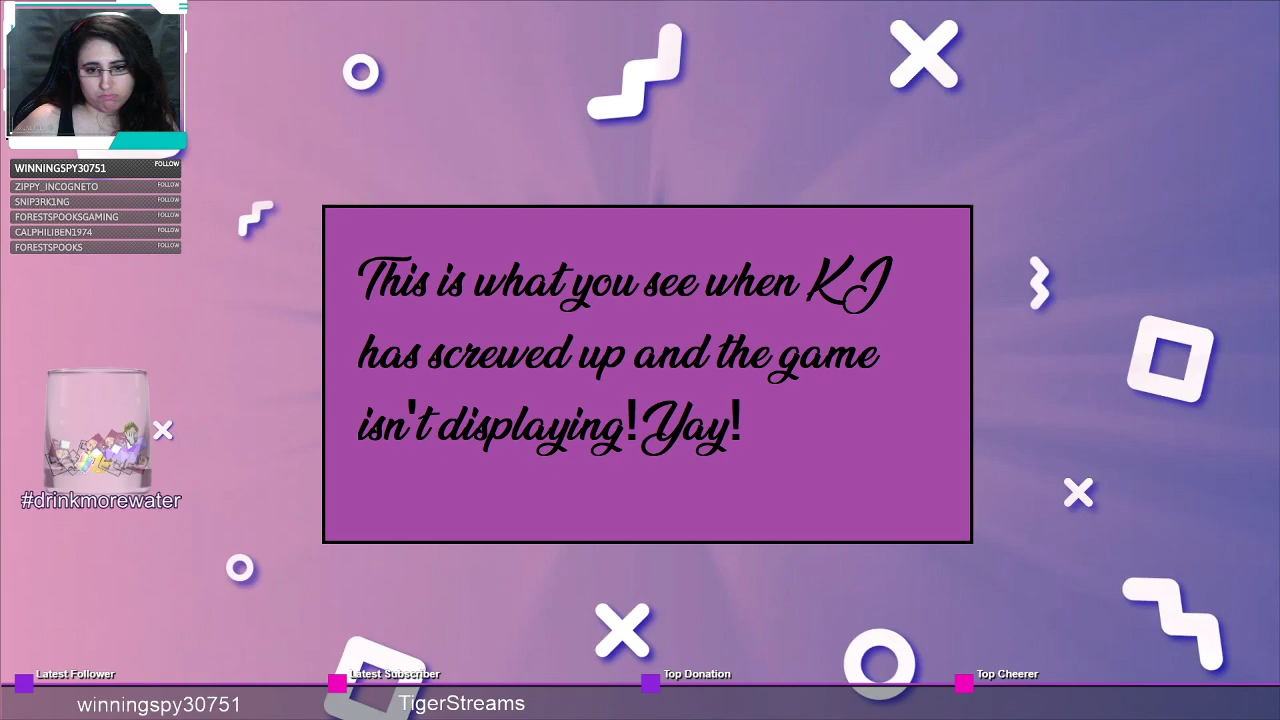 WINNINGSPY30751 FOLLOW
ZIPPY_INCOGNETO FOLLOW
SNIP3RK1NG FOLLOW
FORESTSPOOKSGAMING FOLLOW
CALPHILIBEN1974 FOLLOW
FORESTSPOOKS FOLLOW
This is what you see when KJ
has screwed up and the game
isn't displaying! Yay!
#drinkmorewater
Latest Follower
winningspy30751
Latest Subscriber
TigerStreams
Top Donation
Top Cheerer